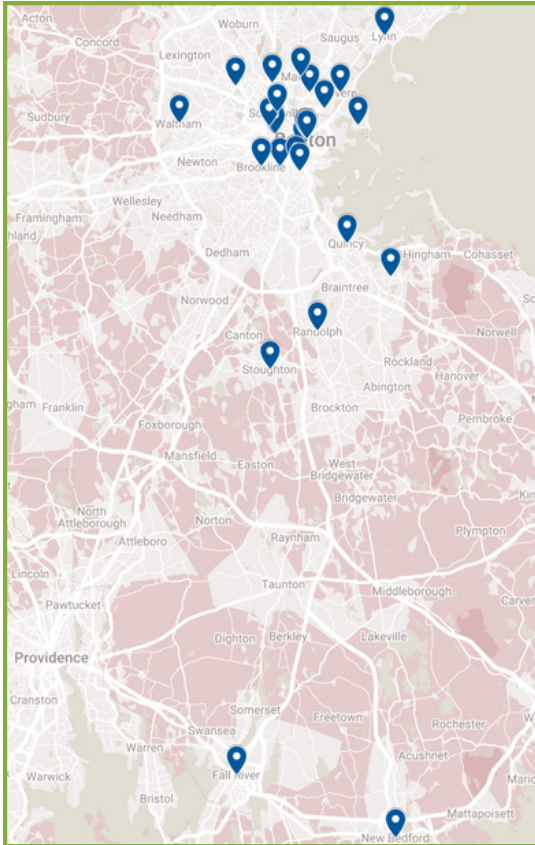 Acton
Woburn
Saugus
Lynn
Concord
Lexington
Sudbury
Waltham
Newton
Brookline
Wellesley
Framingham
Needham
Quincy
Hingham
Cohasset
Dedham
Braintree
Norwood
Norwell
Canton
Randolph
Rockland
Hanover
Stoughton
Abington
Franklin
Brockton
Pembroke
Foxborough
Mansfield
Easton
West
Bridgewater
Bridgewater
North
Attleborough
Norton
Plympton
Attleboro
Raynham
Lincoln
Taunton
Middleborough
Carver
Pawtucket
Dighton
Berkley
Lakeville
Providence
Cranston
Somerset
Freetown
Rochester
Swansea
Warren
Acushnet
Warwick
Fall River
Bristol
Mattapoisett
New Bedford